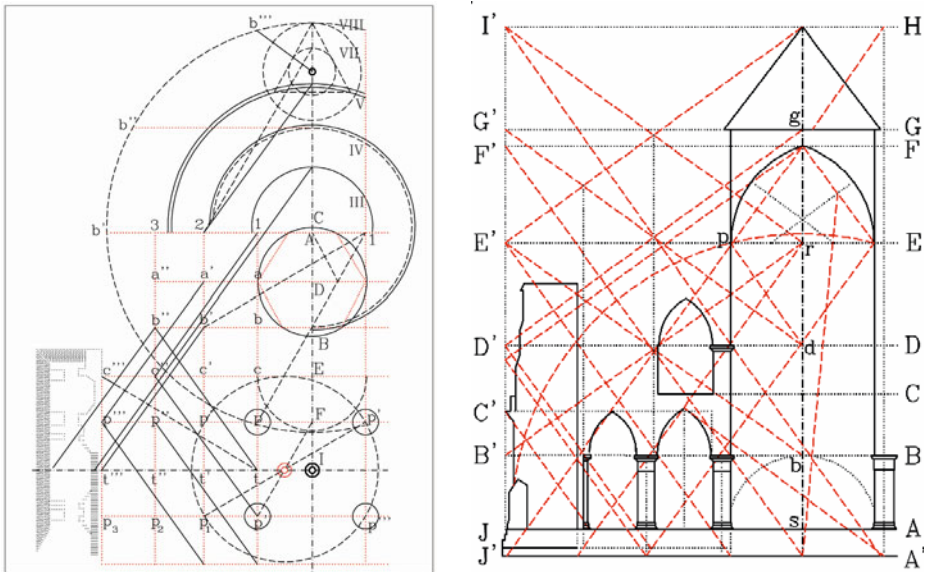 b''' VIII
VII
V
b''
IV
III
b' 3 2 1 C
A 1
a'' a' a
D
b'' b' b
B
c''' c'' c' c E
p''' p'' p' p F p'
I
t''' t'' t' t
p₃ p₂ p₁ p p'''
I' H
G' g G
F' F
E' p r E
D' d D
C
C'
B' b B
J s A
J' A'